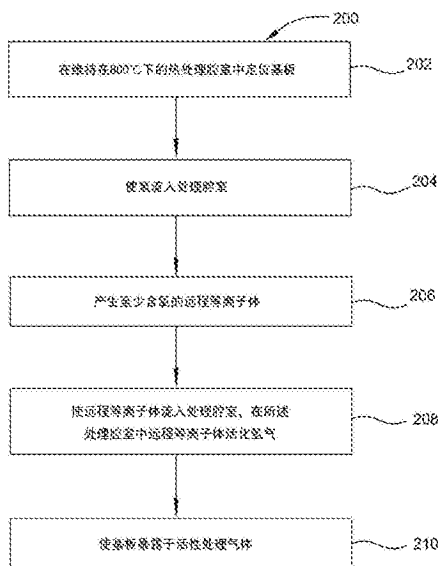 200
在维持在800℃下的热处理腔室中定位基板
202
使氢流入处理腔室
204
产生至少含氧的远程等离子体
206
使远程等离子体流入处理腔室、在所述
处理腔室中远程等离子体活化氢气
208
使基板暴露于活性处理气体
210